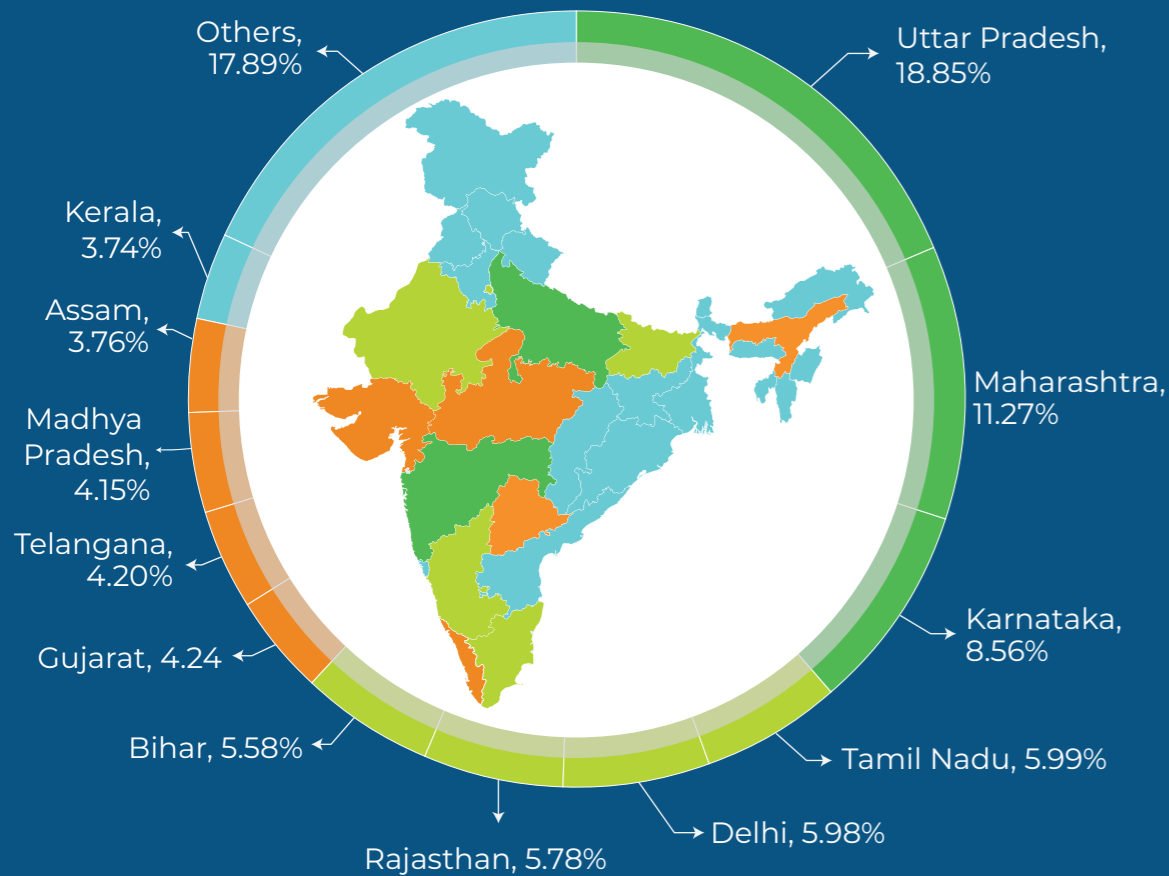 Others,
17.89%
Uttar Pradesh,
18.85%
Kerala,
3.74%
Assam,
3.76%
Maharashtra,
11.27%
Madhya
Pradesh,
4.15%
Telangana,
4.20%
Karnataka,
8.56%
Gujarat, 4.24
Bihar, 5.58%
Tamil Nadu, 5.99%
Delhi, 5.98%
Rajasthan, 5.78%